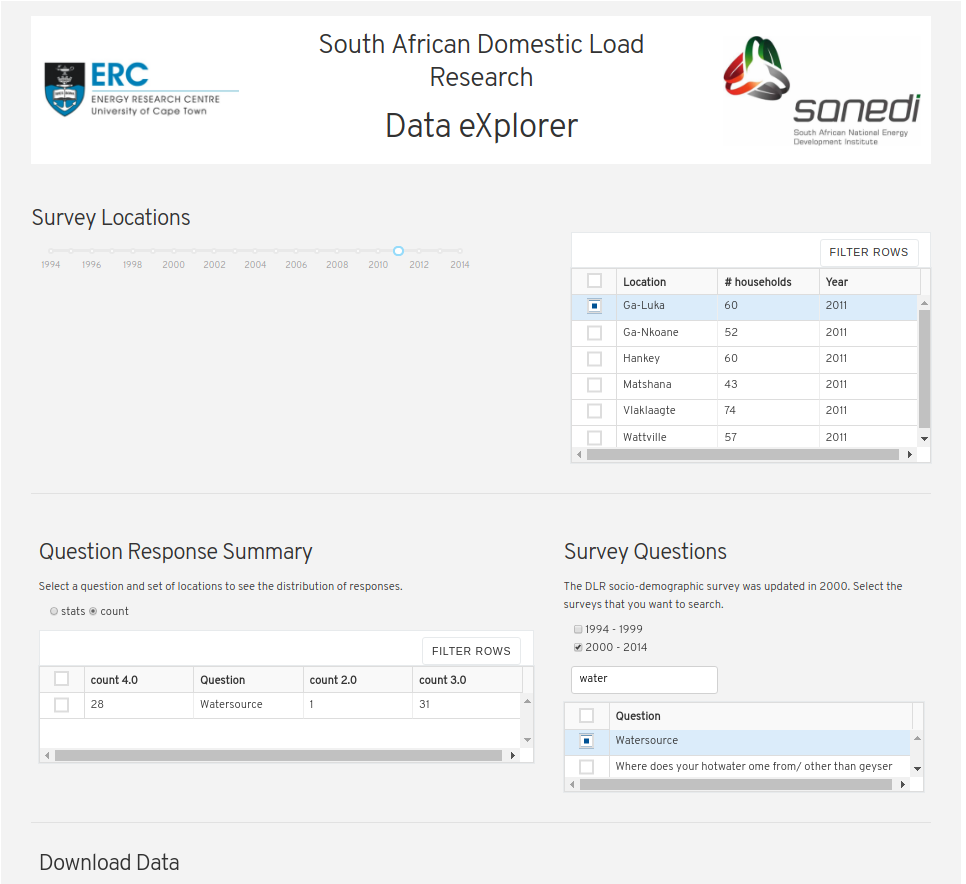 South African Domestic Load
Research
Data eXplorer
ERC
ENERGY RESEARCH CENTRE
University of Cape Town
sanedi
South African National Energy
Development Institute
Survey Locations
1994 1996 1998 2000 2002 2004 2006 2008 2010 2012 2014
FILTER ROWS
Location # households Year
Ga-Luka 60 2011
Ga-Nkoane 52 2011
Hankey 60 2011
Matshana 43 2011
Vlaklaagte 74 2011
Wattville 57 2011
Question Response Summary
Select a question and set of locations to see the distribution of responses.
stats count
FILTER ROWS
count 4.0 Question count 2.0 count 3.0
28 Watersource 1 31
Survey Questions
The DLR socio-demographic survey was updated in 2000. Select the
surveys that you want to search.
1994 - 1999
2000 - 2014
water
Question
Watersource
Where does your hotwater ome from/ other than geyser
Download Data